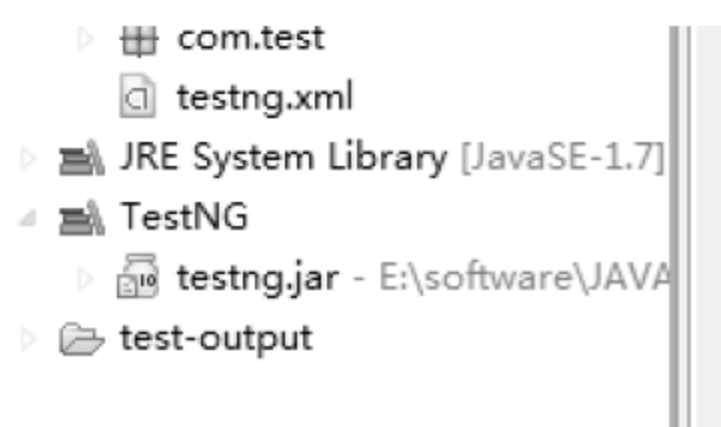 com.test
testng.xml
JRE System Library [JavaSE-1.7]
TestNG
testng.jar - E:\software\JAVA
test-output